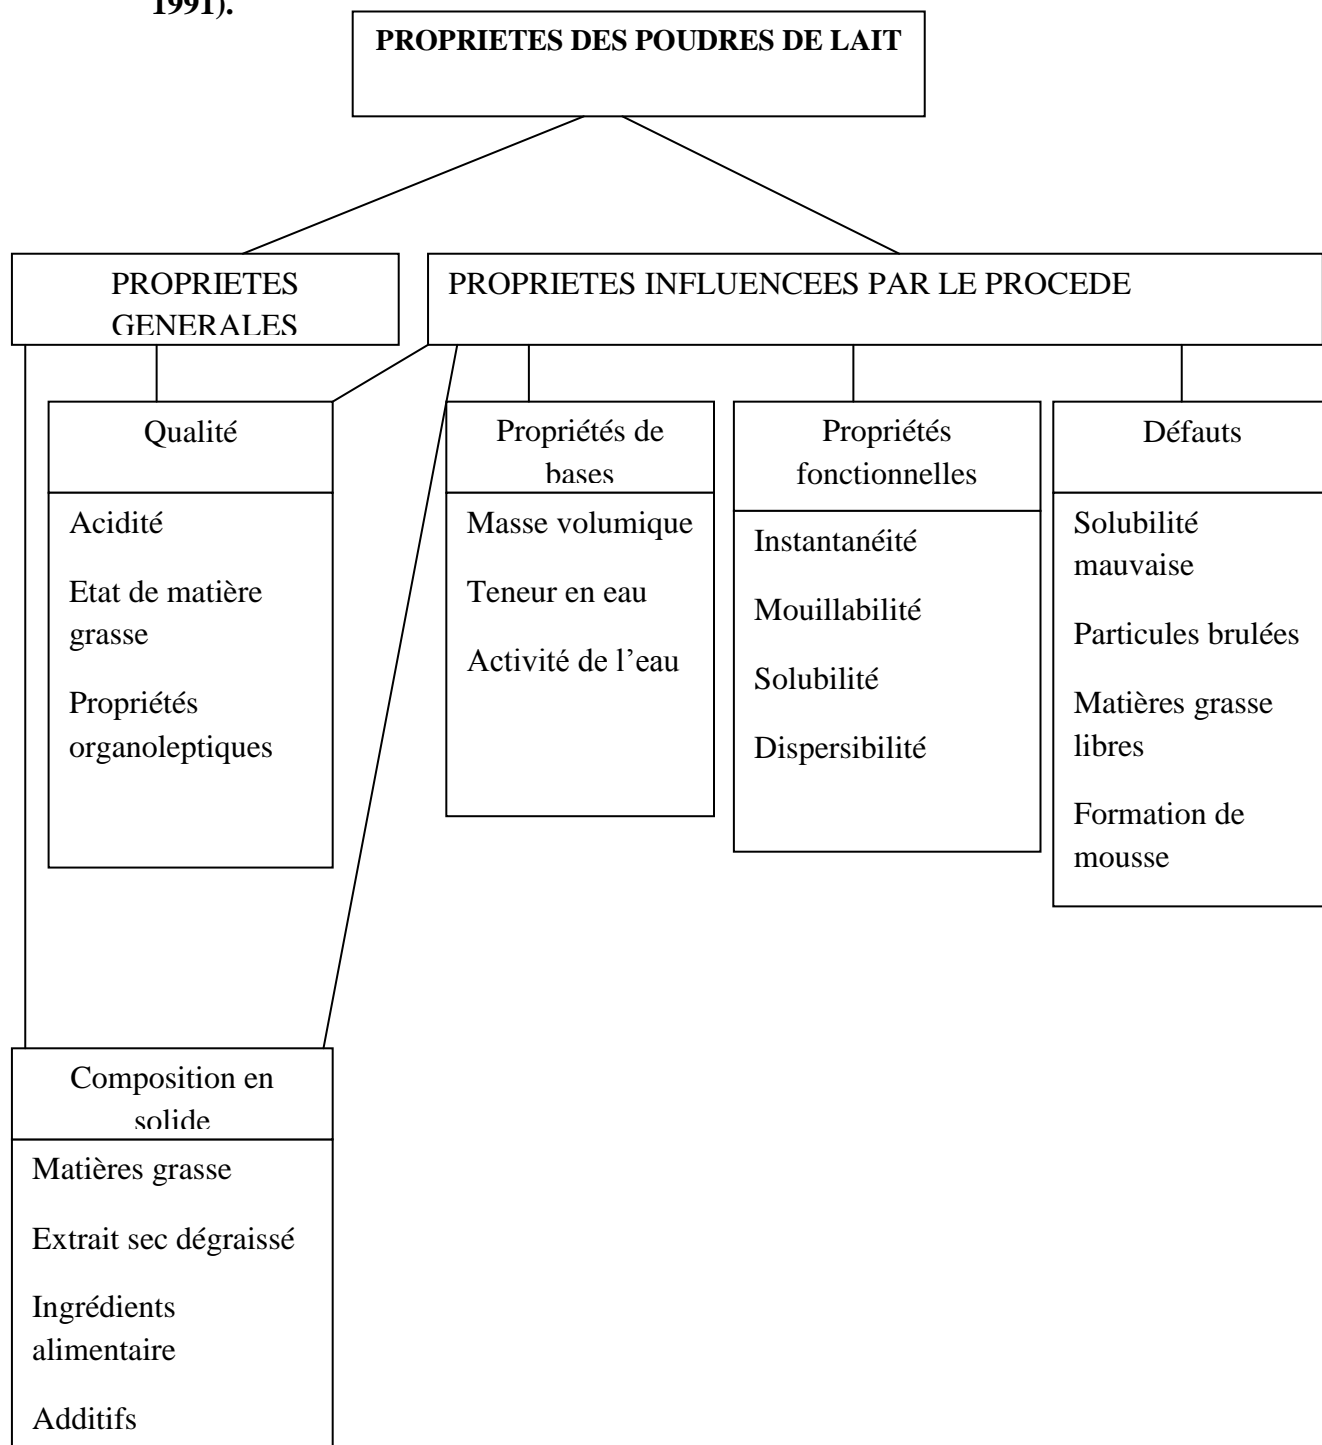 1991).
PROPRIETES DES POUDRES DE LAIT
PROPRIETES
GENERALES
PROPRIETES INFLUENCEES PAR LE PROCEDE
Qualité
Acidité
Etat de matière
grasse
Propriétés
organoleptiques
Propriétés de
bases
Masse volumique
Teneur en eau
Activité de l’eau
Propriétés
fonctionnelles
Instantanéité
Mouillabilité
Solubilité
Dispersibilité
Défauts
Solubilité
mauvaise
Particules brulées
Matières grasse
libres
Formation de
mousse
Composition en
solide
Matières grasse
Extrait sec dégraissé
Ingrédients
alimentaire
Additifs